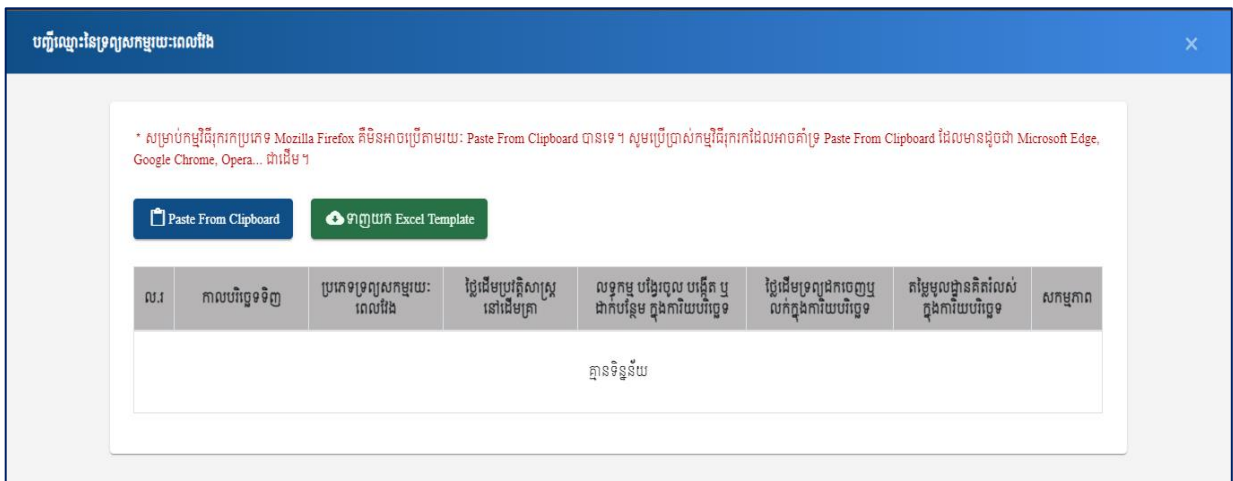 បញ្ជីឈ្មោះនៃទ្រព្យសកម្មរយៈពេលវែង
* សម្រាប់កម្មវិធីរុករកប្រភេទ Mozilla Firefox គឺមិនអាចប្រើតាមរយៈ Paste From Clipboard បានទេ។ សូមប្រើប្រាស់កម្មវិធីរុករកដែលអាចគាំទ្រ Paste From Clipboard ដែលមានដូចជា Microsoft Edge,
Google Chrome, Opera... ជាដើម។
Paste From Clipboard ទាញយក Excel Template
ល.រ កាលបរិច្ឆេទទិញ ប្រភេទទ្រព្យសកម្មរយៈ ថ្លៃដើមប្រវត្តិសាស្ត្រ លទ្ធកម្ម បង្វែរចូល បង្កើត ឬ ថ្លៃដើមទ្រព្យដកចេញឬ តម្លៃមូលដ្ឋានគិតរំលស់ សកម្មភាព
ពេលវែង នៅដើមគ្រា ដាក់បន្ថែម ក្នុងការិយបរិច្ឆេទ លក់ក្នុងការិយបរិច្ឆេទ ក្នុងការិយបរិច្ឆេទ
គ្មានទិន្នន័យ